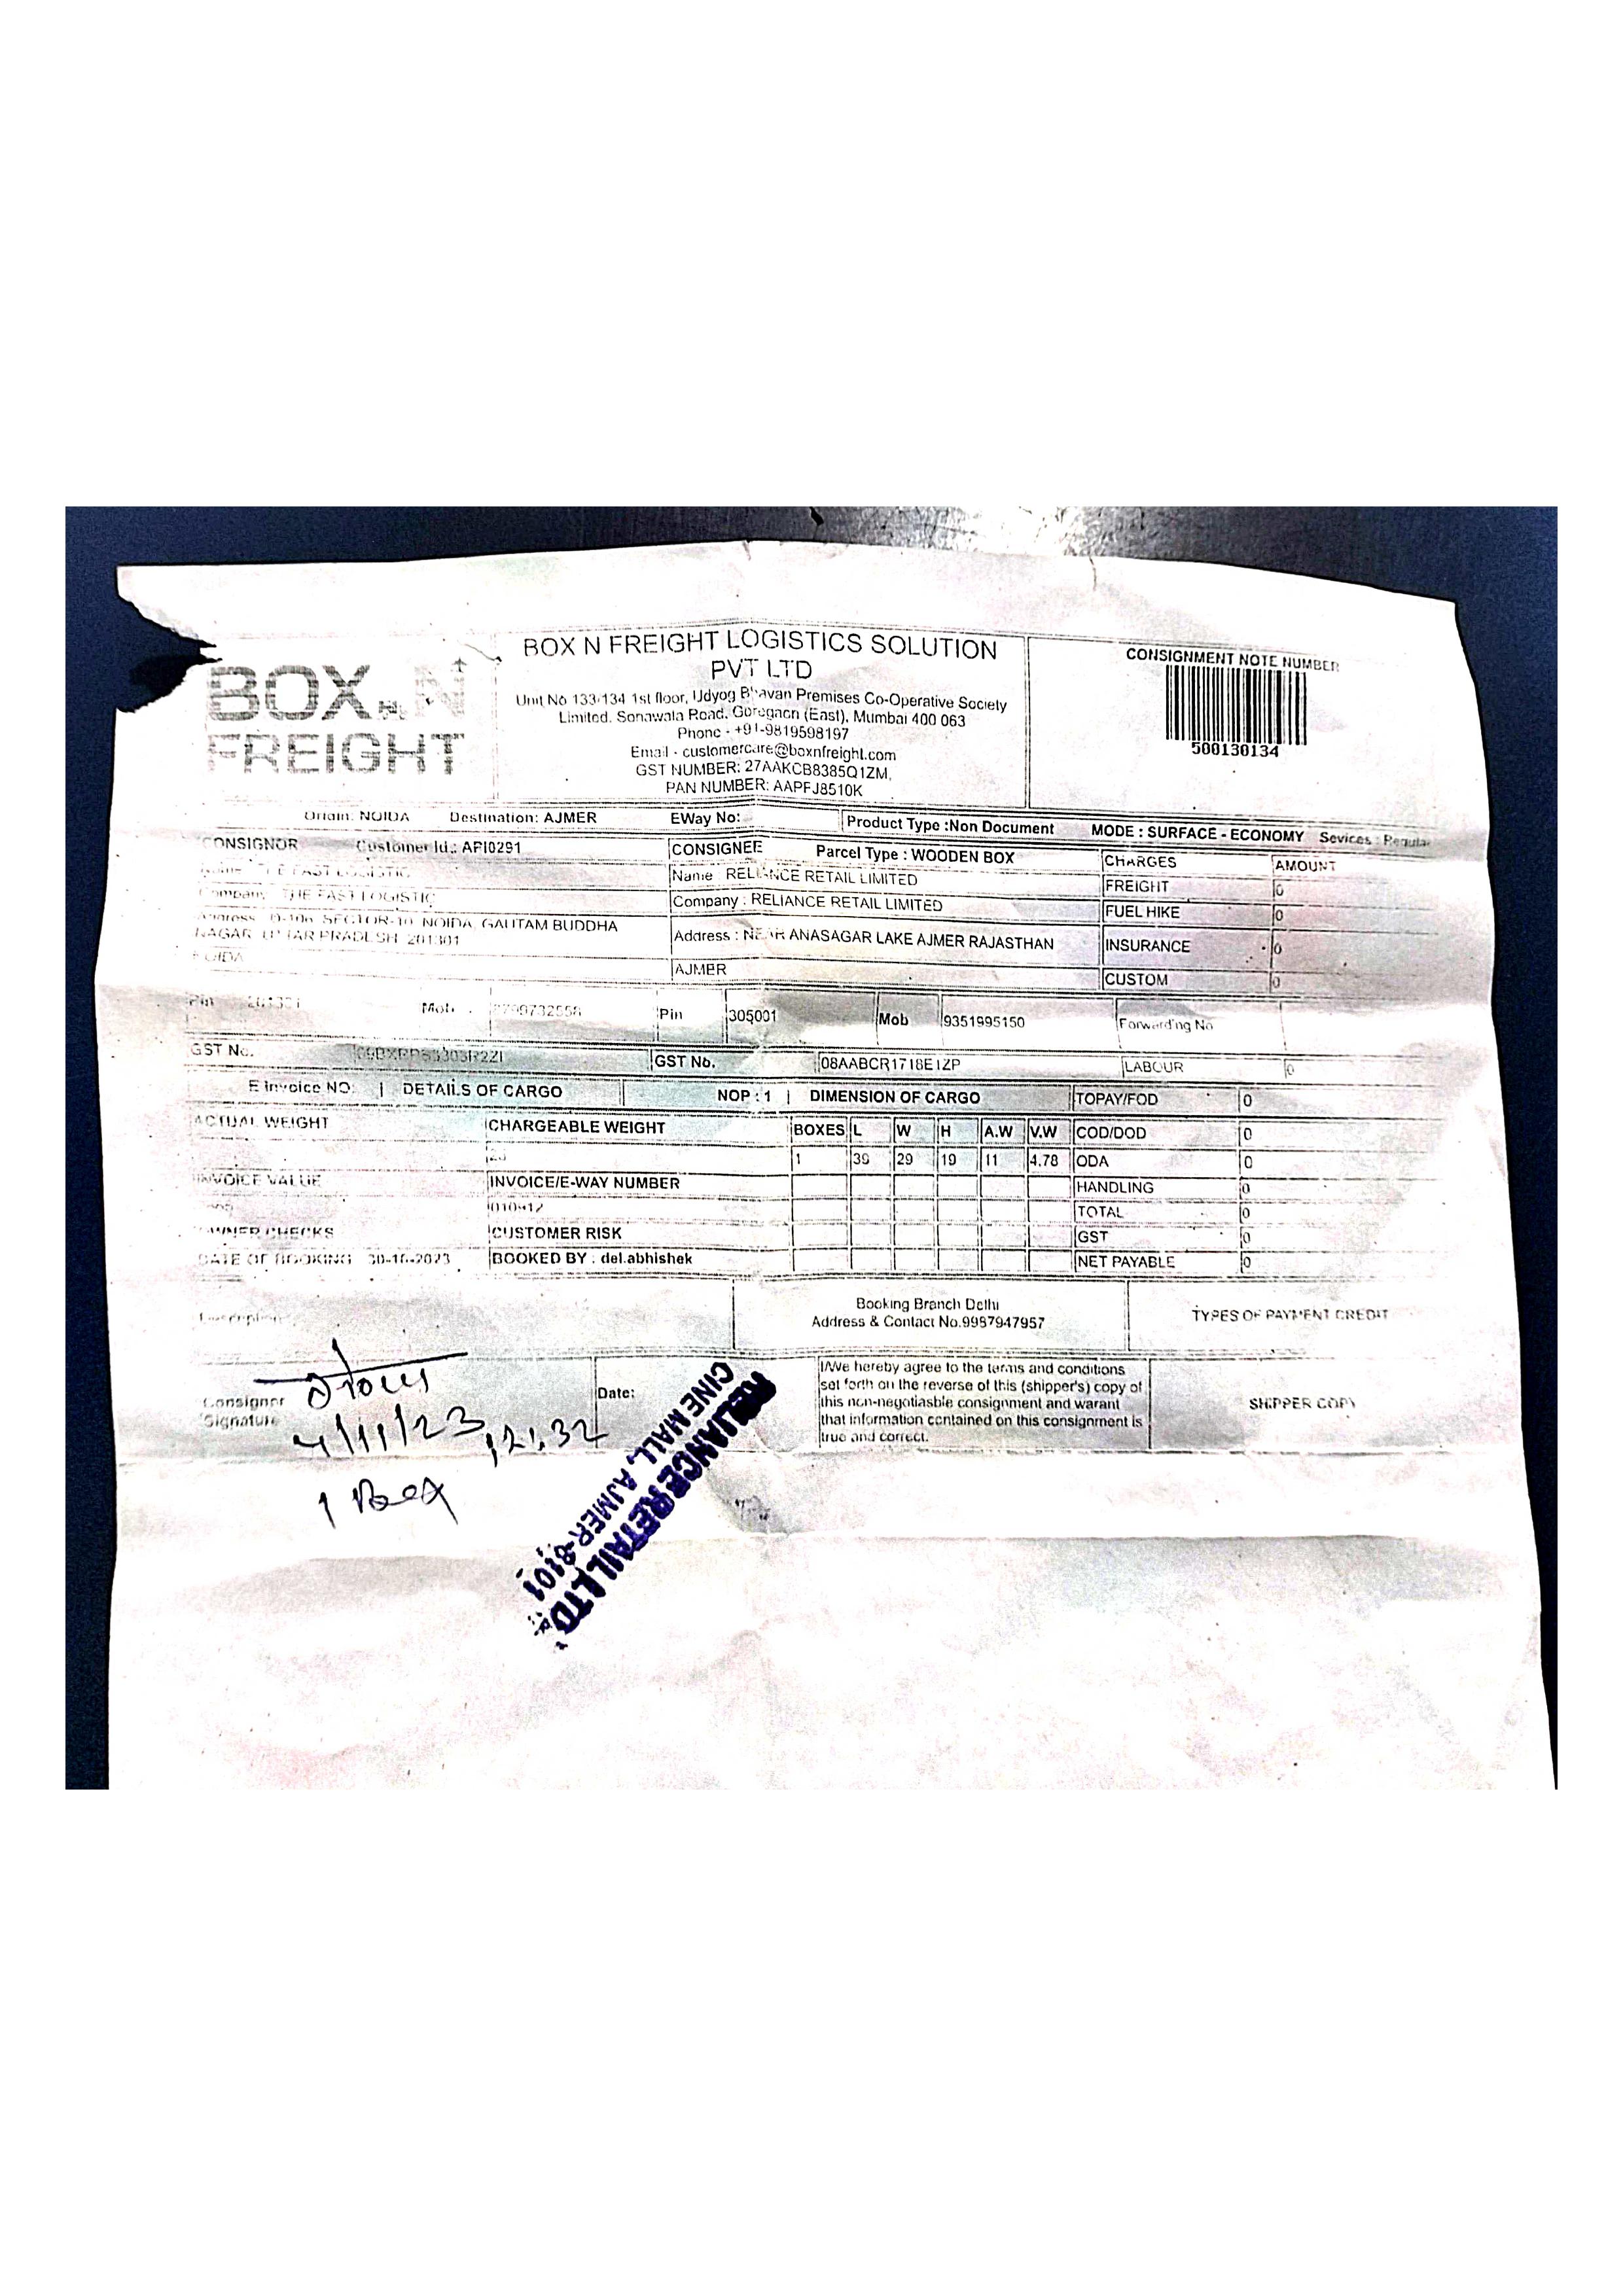 BOX N
FREIGHT
BOX N FREIGHT LOGISTICS SOLUTION
PVT LTD
Unit No 133-134 1st floor, Udyog Bhavan Premises Co-Operative Society
Limited. Sonawala Road, Goregaon (East), Mumbai 400 063
Phone - +91-9819598197
Email - customercare@boxnfreight.com
GST NUMBER: 27AAKCB8385Q1ZM,
PAN NUMBER: AAPFJ8510K
CONSIGNMENT NOTE NUMBER
500130134
Origin: NOIDA Destination: AJMER EWay No: Product Type :Non Document MODE : SURFACE - ECONOMY Sevices : Regular
CONSIGNOR Customer Id.: API0291 CONSIGNEE Parcel Type : WOODEN BOX CHARGES AMOUNT
Name FAST LOGISTIC Name : RELIANCE RETAIL LIMITED FREIGHT 0
Company THE FAST LOGISTIC Company : RELIANCE RETAIL LIMITED FUEL HIKE 0
Address D-106 SECTOR-10 NOIDA, GAUTAM BUDDHA
NAGAR, UTTAR PRADESH 201301 Address : NEAR ANASAGAR LAKE AJMER RAJASTHAN INSURANCE 0
NOIDA AJMER CUSTOM 0
Pin 201301 Mob Pin 305001 Mob 9351995150 Forwarding No
GST No. GST No. 08AABCR1718E1ZP LABOUR 0
E Invoice NO: | DETAILS OF CARGO NOP : 1 | DIMENSION OF CARGO TOPAY/FOD 0
ACTUAL WEIGHT CHARGEABLE WEIGHT BOXES L W H A.W V.W COD/DOD 0
1 39 29 19 11 4.78 ODA 0
INVOICE VALUE INVOICE/E-WAY NUMBER HANDLING 0
TOTAL 0
OWNER CHECKS CUSTOMER RISK GST 0
DATE OF BOOKING 30-10-2023 BOOKED BY : del.abhishek NET PAYABLE 0
Description
Booking Branch Delhi
Address & Contact No.9987947957
TYPES OF PAYMENT CREDIT
Consignor
Signature
4/11/23
1 Box
Date:
I/We hereby agree to the terms and conditions
set forth on the reverse of this (shipper's) copy of
this non-negotiasble consignment and warant
that information contained on this consignment is
true and correct.
SHIPPER COPY
RELIANCE RETAIL LTD.
CINE MALL, AJMER-8101